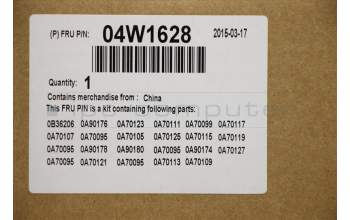 (P) FRU P/N: 04W1628 2015-03-17
Quantity: 1
Contains merchandise from : China
This FRU P/N is a kit containing following parts:
0B36206 0A90176 0A70123 0A70111 0A70099 0A70117
0A70107 0A70095 0A70105 0A70125 0A70115 0A70119
0A70095 0A90178 0A90180 0A70095 0A90174 0A70127
0A70095 0A70121 0A70095 0A70113 0A70109